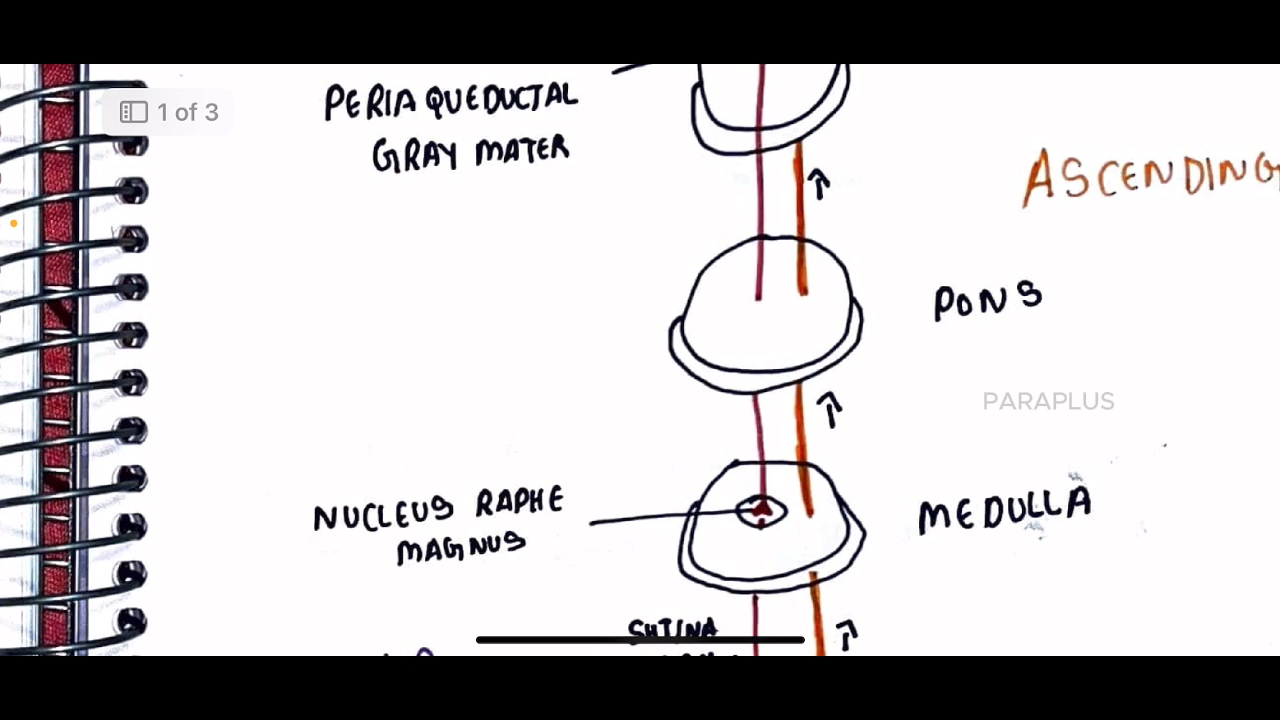 PERIA QUEDUCTAL
GRAY MATER
1 of 3
ASCENDING
PONS
PARAPLUS
NUCLEUS RAPHE
MAGNUS
MEDULLA